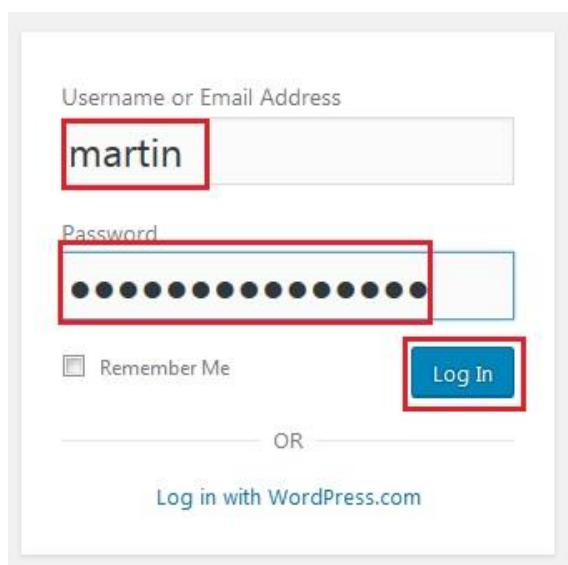 Username or Email Address
martin
Password
●●●●●●●●●●●●●●●
Remember Me
Log In
OR
Log in with WordPress.com